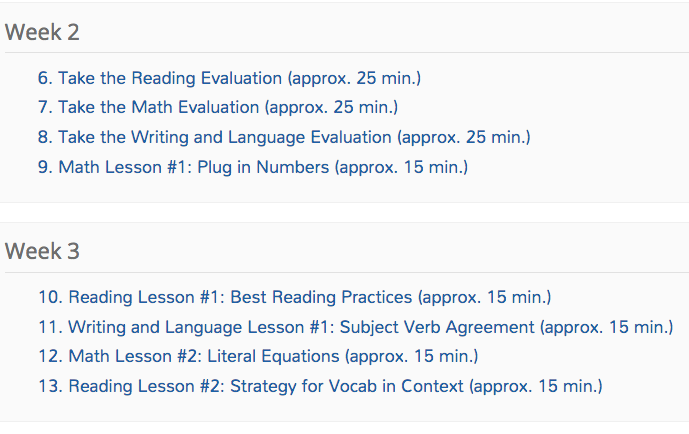 Week 2
6. Take the Reading Evaluation (approx. 25 min.)
7. Take the Math Evaluation (approx. 25 min.)
8. Take the Writing and Language Evaluation (approx. 25 min.)
9. Math Lesson #1: Plug in Numbers (approx. 15 min.)
Week 3
10. Reading Lesson #1: Best Reading Practices (approx. 15 min.)
11. Writing and Language Lesson #1: Subject Verb Agreement (approx. 15 min.)
12. Math Lesson #2: Literal Equations (approx. 15 min.)
13. Reading Lesson #2: Strategy for Vocab in Context (approx. 15 min.)